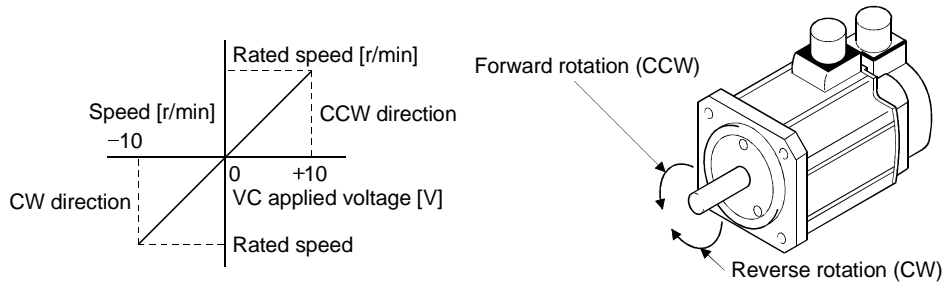 Rated speed [r/min]
Speed [r/min]
CCW direction
−10
0
+10
CW direction
VC applied voltage [V]
Rated speed
Forward rotation (CCW)
Reverse rotation (CW)